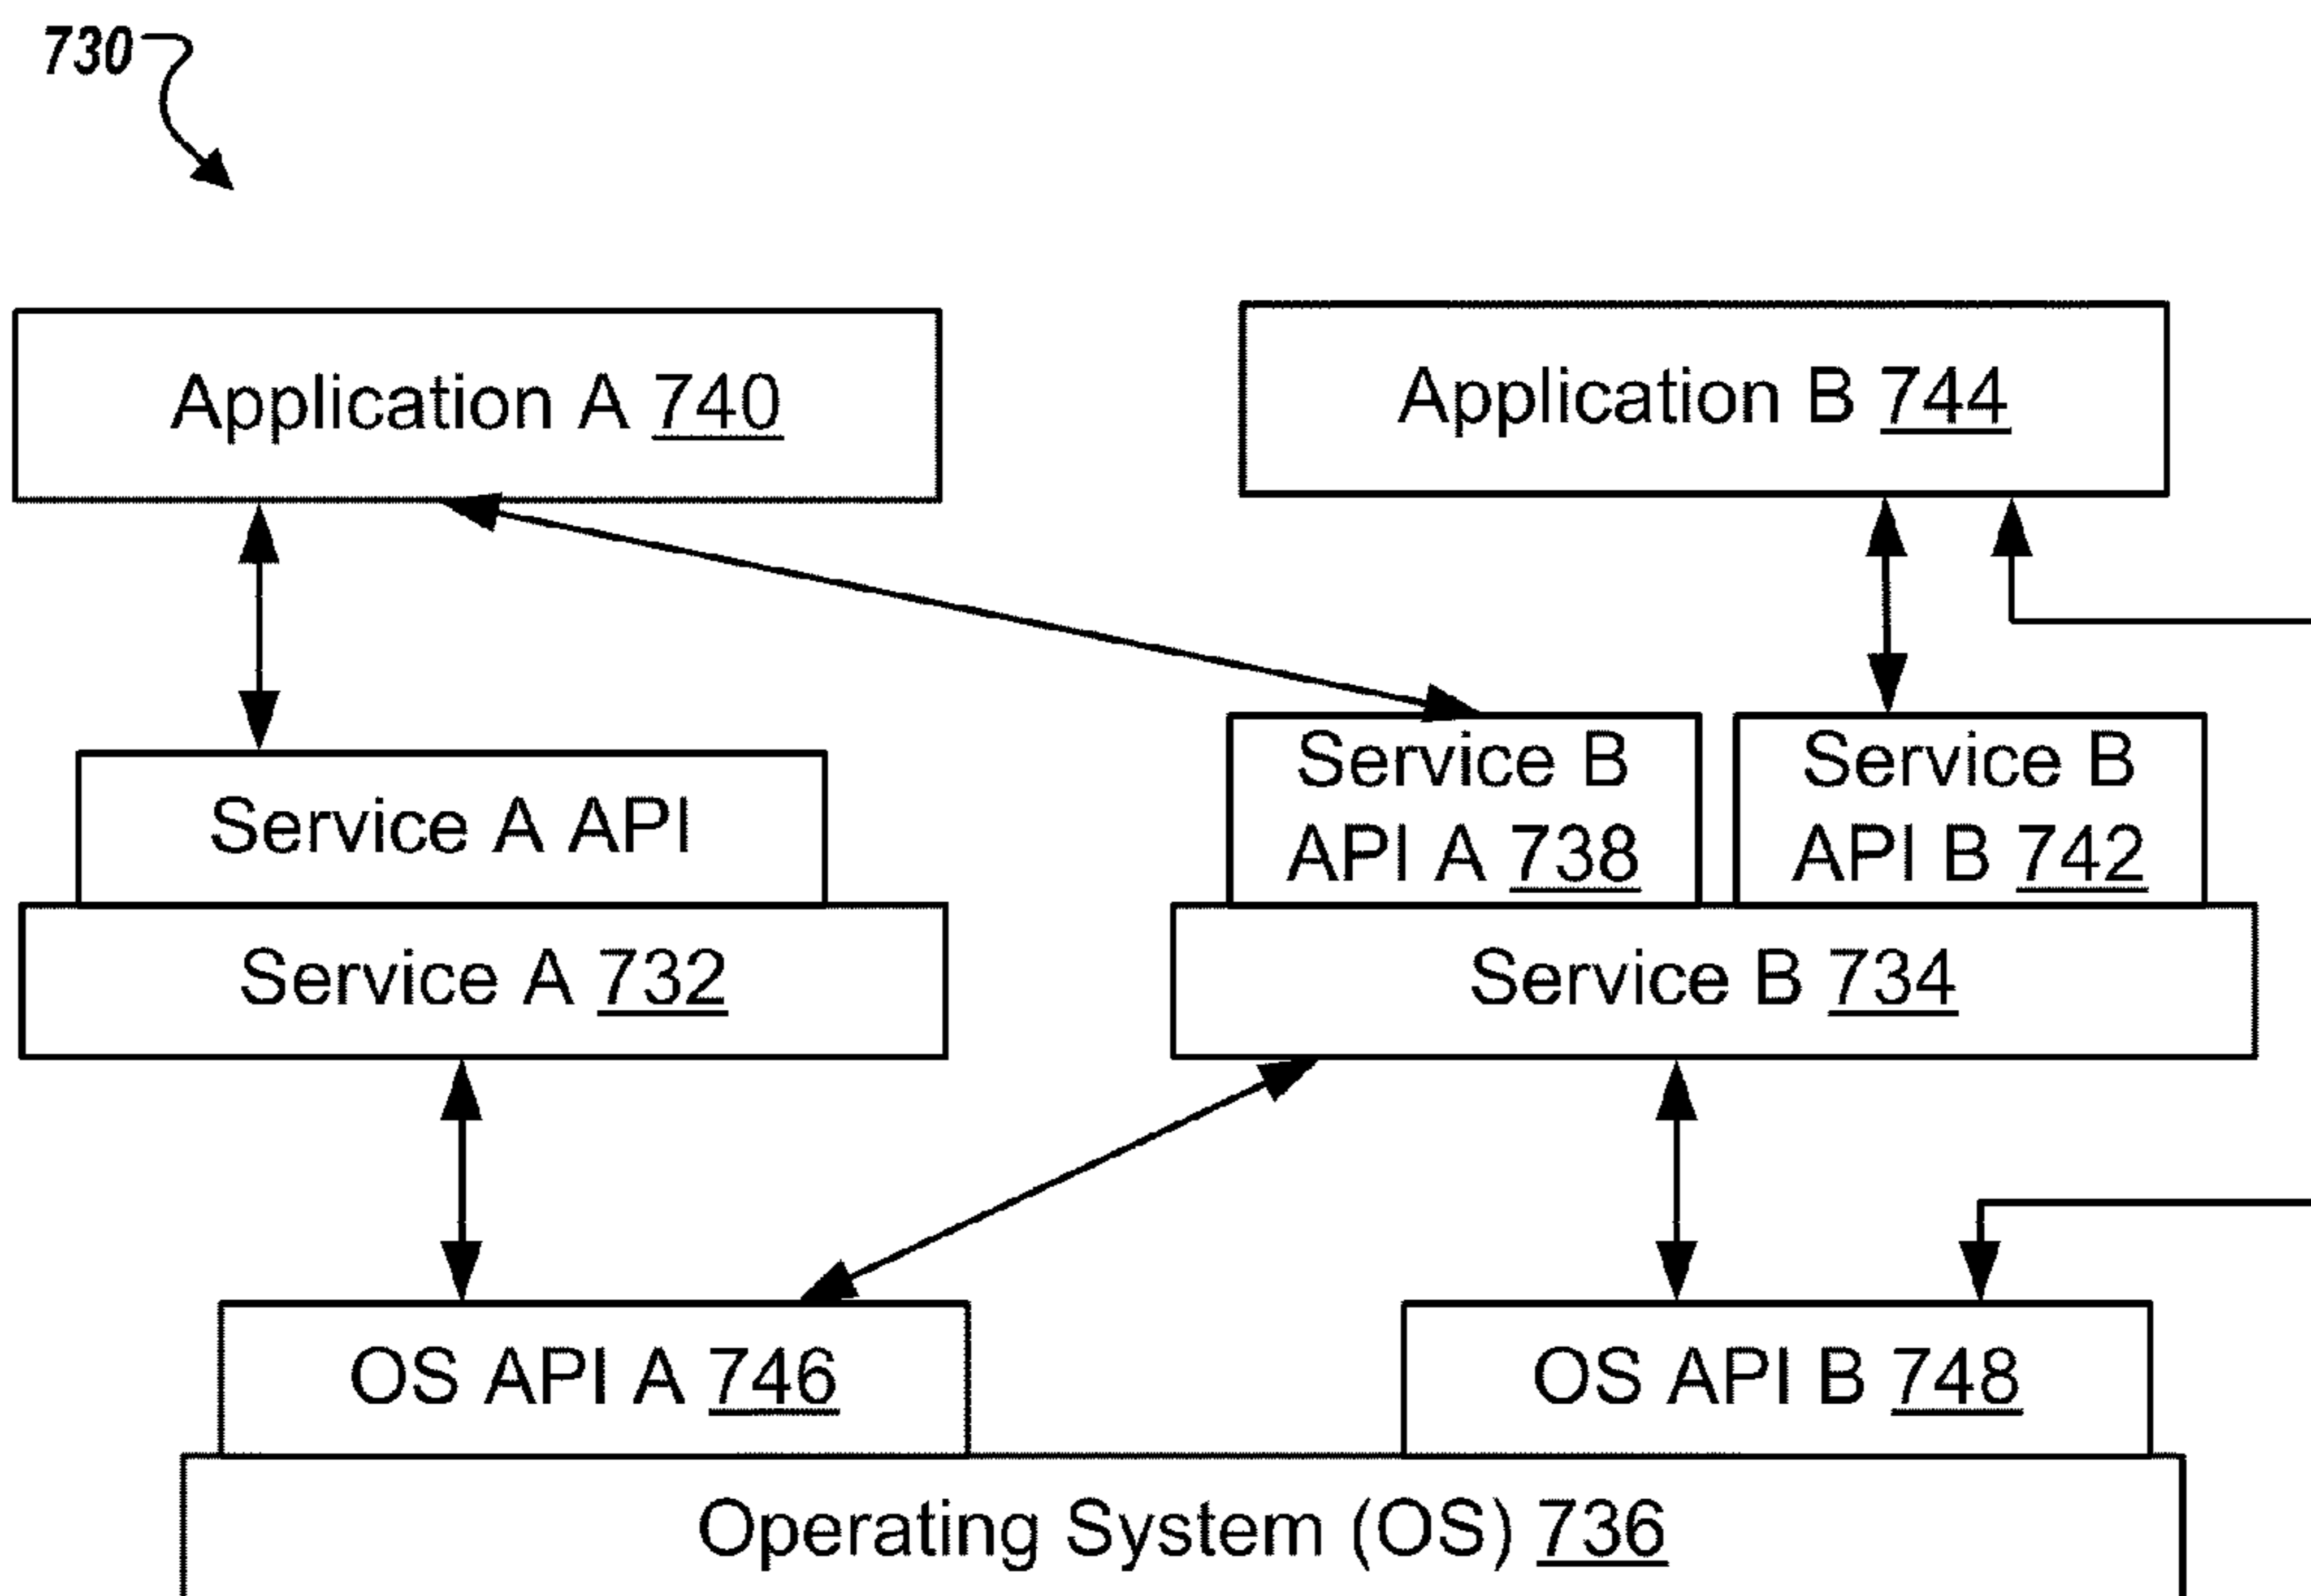 730
Application A 740
Application B 744
Service A API
Service B
API A 738
Service B
API B 742
Service A 732
Service B 734
OS API A 746
OS API B 748
Operating System (OS) 736